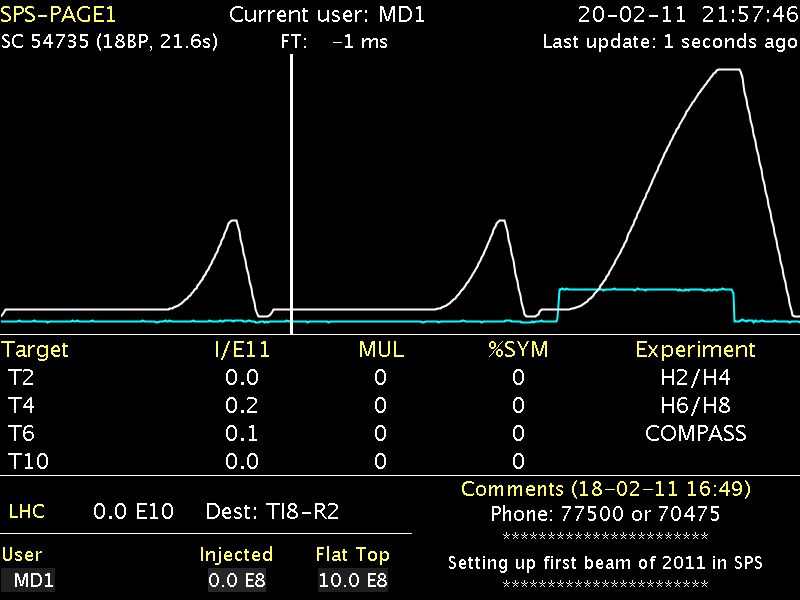 SPS-PAGE1 Current user: MD1 20-02-11 21:57:46
SC 54735 (18BP, 21.6s) FT: -1 ms Last update: 1 seconds ago
Target I/E11 MUL %SYM Experiment
T2 0.0 0 0 H2/H4
T4 0.2 0 0 H6/H8
T6 0.1 0 0 COMPASS
T10 0.0 0 0
Comments (18-02-11 16:49)
LHC 0.0 E10 Dest: TI8-R2
Phone: 77500 or 70475
***********************
User Injected Flat Top
Setting up first beam of 2011 in SPS
MD1 0.0 E8 10.0 E8
***********************